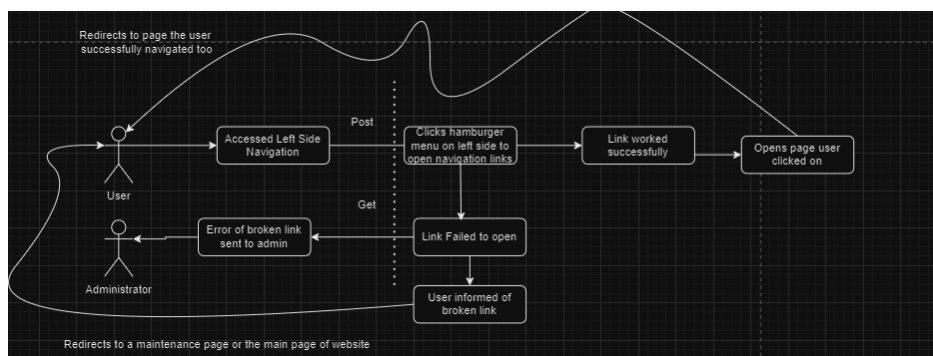 Redirects to page the user
successfully navigated too
Post
Accessed Left Side
Navigation
Clicks hamburger
menu on left side to
open navigation links
Link worked
successfully
Opens page user
clicked on
User
Get
Error of broken link
sent to admin
Link Failed to open
Administrator
User informed of
broken link
Redirects to a maintenance page or the main page of website